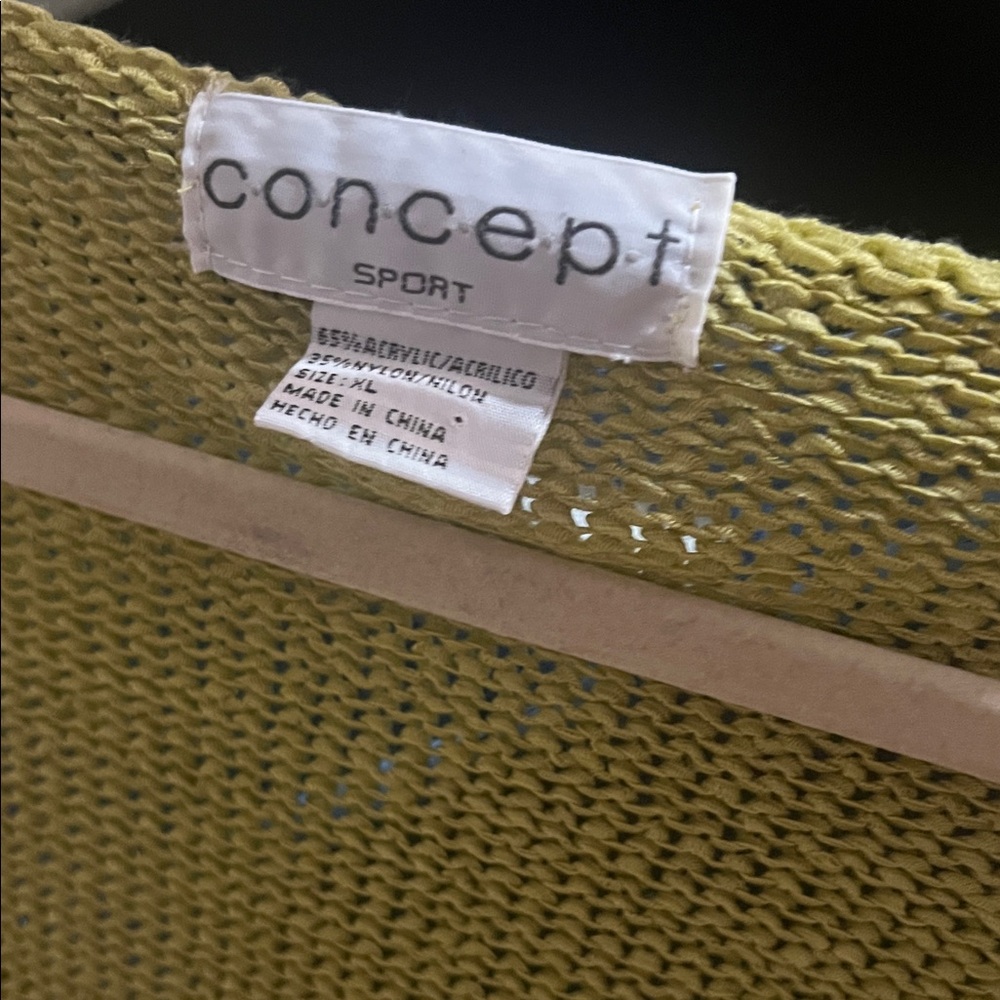 c·o·n·c·e·p·t
SPORT
65%ACRYLIC/ACRILICO
35%NYLON/NILON
SIZE:XL
MADE IN CHINA
HECHO EN CHINA